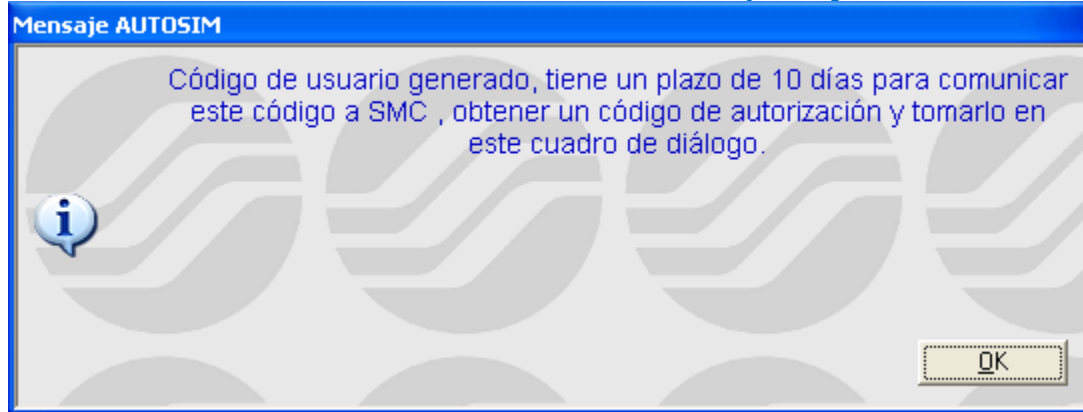 Mensaje AUTOSIM
Código de usuario generado, tiene un plazo de 10 días para comunicar
este código a SMC , obtener un código de autorización y tomarlo en
este cuadro de diálogo.
OK